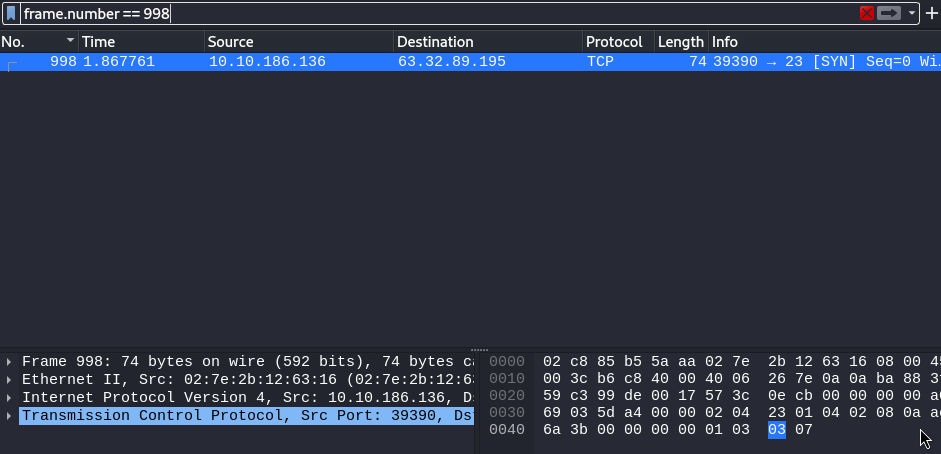 frame.number == 998
No. Time Source Destination Protocol Length Info
998 1.867761 10.10.186.136 63.32.89.195 TCP 74 39390 → 23 [SYN] Seq=0 Wi…
Frame 998: 74 bytes on wire (592 bits), 74 bytes ca
Ethernet II, Src: 02:7e:2b:12:63:16 (02:7e:2b:12:63
Internet Protocol Version 4, Src: 10.10.186.136, Ds
Transmission Control Protocol, Src Port: 39390, Dst
0000 02 c8 85 b5 5a aa 02 7e 2b 12 63 16 08 00 45
0010 00 3c b6 c8 40 00 40 06 26 7e 0a 0a ba 88 3f
0020 59 c3 99 de 00 17 57 3c 0e cb 00 00 00 00 a0
0030 69 03 5d a4 00 00 02 04 23 01 04 02 08 0a
0040 6a 3b 00 00 00 00 01 03 03 07